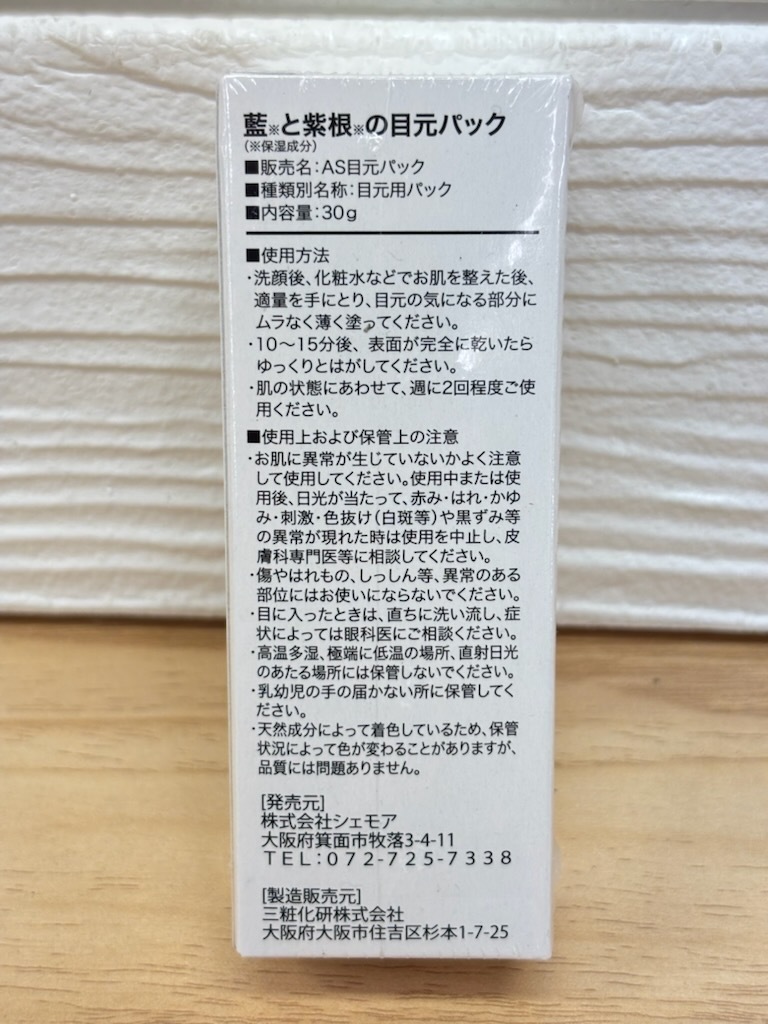 藍※と紫根※の目元パック
(※保湿成分)
■販売名:AS目元パック
■種類別名称:目元用パック
■内容量:30g
■使用方法
・洗顔後、化粧水などでお肌を整えた後、
適量を手にとり、目元の気になる部分に
ムラなく薄く塗ってください。
・10〜15分後、表面が完全に乾いたら
ゆっくりとはがしてください。
・肌の状態にあわせて、週に2回程度ご使
用ください。
■使用上および保管上の注意
・お肌に異常が生じていないかよく注意
して使用してください。使用中または使
用後、日光が当たって、赤み・はれ・かゆ
み・刺激・色抜け(白斑等)や黒ずみ等
の異常が現れた時は使用を中止し、皮
膚科専門医等に相談してください。
・傷やはれもの、しっしん等、異常のある
部位にはお使いにならないでください。
・目に入ったときは、直ちに洗い流し、症
状によっては眼科医にご相談ください。
・高温多湿、極端に低温の場所、直射日光
のあたる場所には保管しないでください。
・乳幼児の手の届かない所に保管してく
ださい。
・天然成分によって着色しているため、保管
状況によって色が変わることがありますが、
品質には問題ありません。
[発売元]
株式会社シェモア
大阪府箕面市牧落3-4-11
TEL:072-725-7338
[製造販売元]
三粧化研株式会社
大阪府大阪市住吉区杉本1-7-25